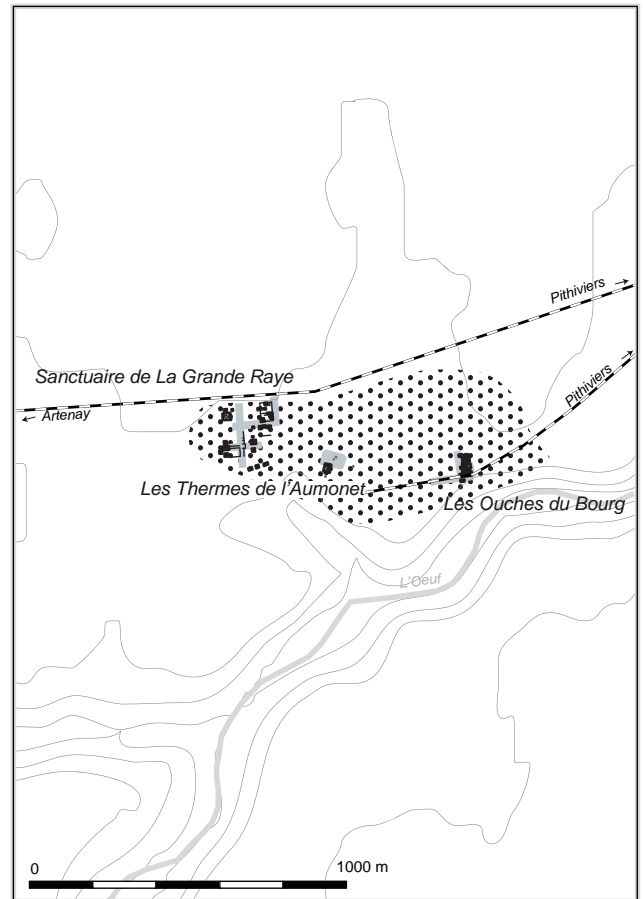 Pithiviers →
Pithiviers →
Sanctuaire de La Grande Raye
← Artenay
Les Thermes de l'Aumonet
Les Ouches du Bourg
L'Oeuf
0 1000 m